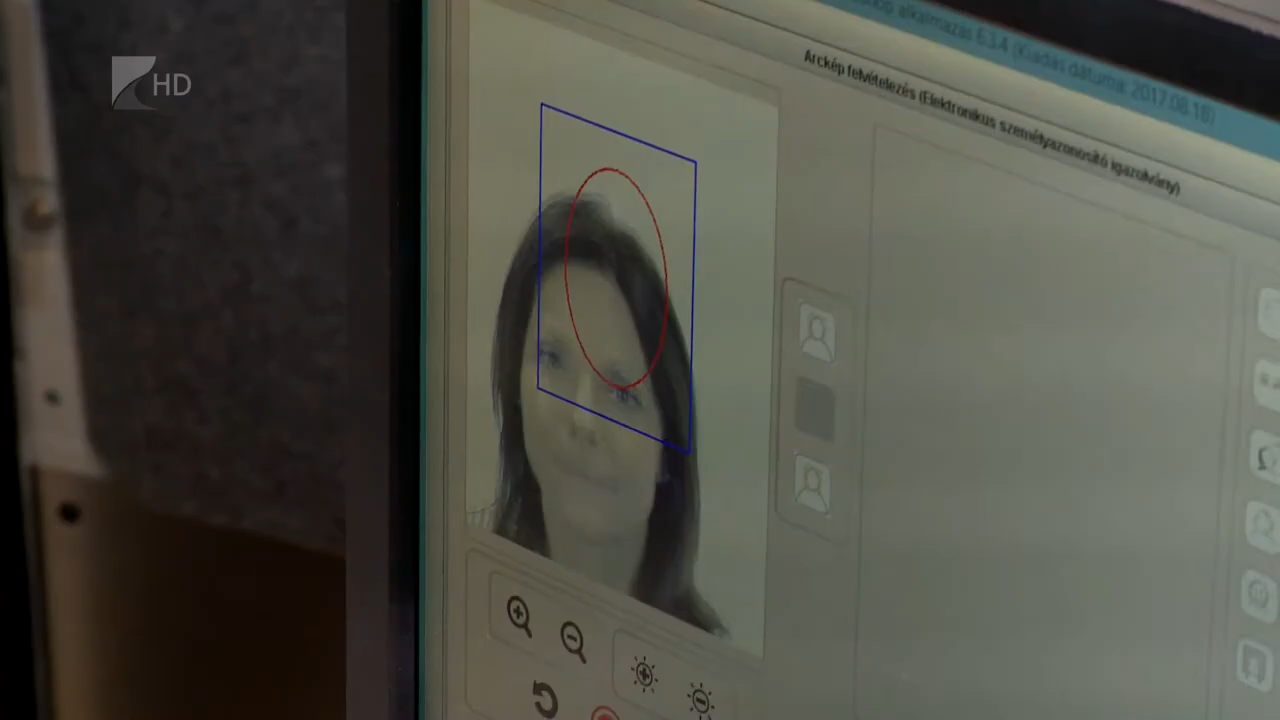 HD
alkalmazás 6.3.4 (Kiadás dátuma: 2017.08.18)
Arckép felvételezés (Elektronikus személyazonosító igazolvány)